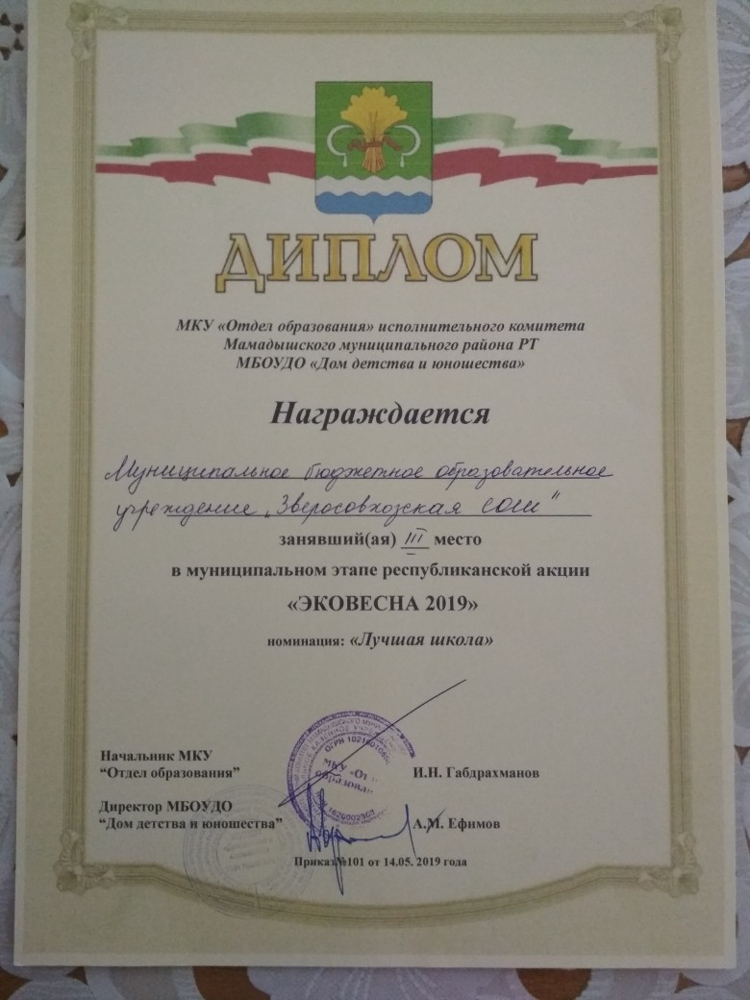 ДИПЛОМ
МКУ «Отдел образования» исполнительного комитета
Мамадышского муниципального района РТ
МБОУДО «Дом детства и юношества»
Награждается
Муниципальное бюджетное образовательное
учреждение „Зверосовхозская сош"
занявший(ая) III место
в муниципальном этапе республиканской акции
«ЭКОВЕСНА 2019»
номинация: «Лучшая школа»
Начальник МКУ
“Отдел образования”
И.Н. Габдрахманов
Директор МБОУДО
“Дом детства и юношества”
А.М. Ефимов
Приказ№101 от 14.05. 2019 года